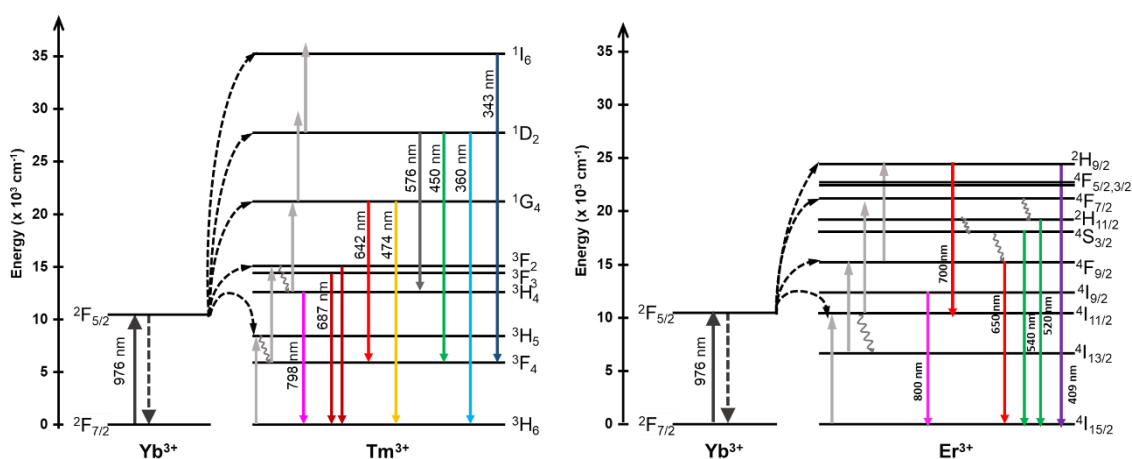 35
30
25
20
15
10
5
0
Energy (x 10³ cm⁻¹)
²F₅/₂
976 nm
²F₇/₂
Yb³⁺
¹I₆
343 nm
¹D₂
576 nm
450 nm
360 nm
¹G₄
642 nm
474 nm
³F₂
³F₃
³H₄
687 nm
³H₅
798 nm
³F₄
³H₆
Tm³⁺
35
30
25
20
15
10
5
0
Energy (x 10³ cm⁻¹)
²F₅/₂
976 nm
²F₇/₂
Yb³⁺
²H₉/₂
⁴F₅/₂,₃/₂
⁴F₇/₂
²H₁₁/₂
⁴S₃/₂
700 nm
⁴F₉/₂
⁴I₉/₂
650 nm
⁴I₁₁/₂
540 nm
520 nm
⁴I₁₃/₂
800 nm
409 nm
⁴I₁₅/₂
Er³⁺